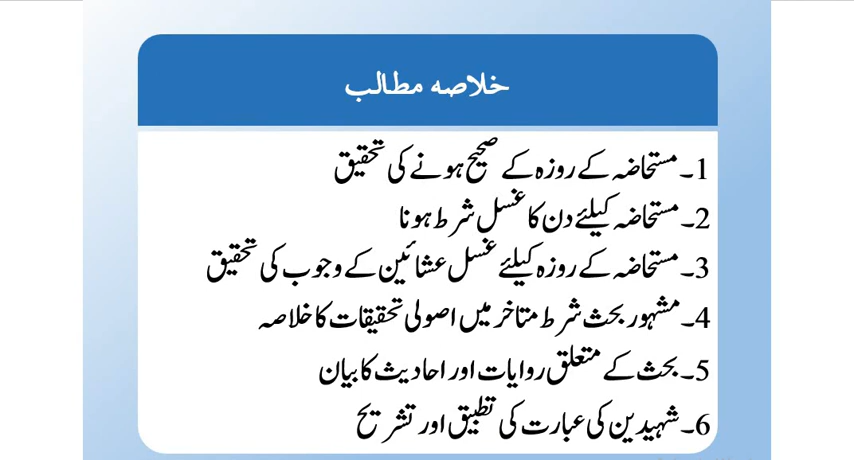 خلاصہ مطالب
1۔ مستحاضہ کے روزہ کے صحیح ہونے کی تحقیق
2۔ مستحاضہ کیلئے دن کا غسل شرط ہونا
3۔ مستحاضہ کے روزہ کیلئے غسل عشائین کے وجوب کی تحقیق
4۔ مشہور بحث شرط متاخر میں اصولی تحقیقات کا خلاصہ
5۔ بحث کے متعلق روایات اور احادیث کا بیان
6۔ شہیدین کی عبارت کی تطبیق اور تشریح